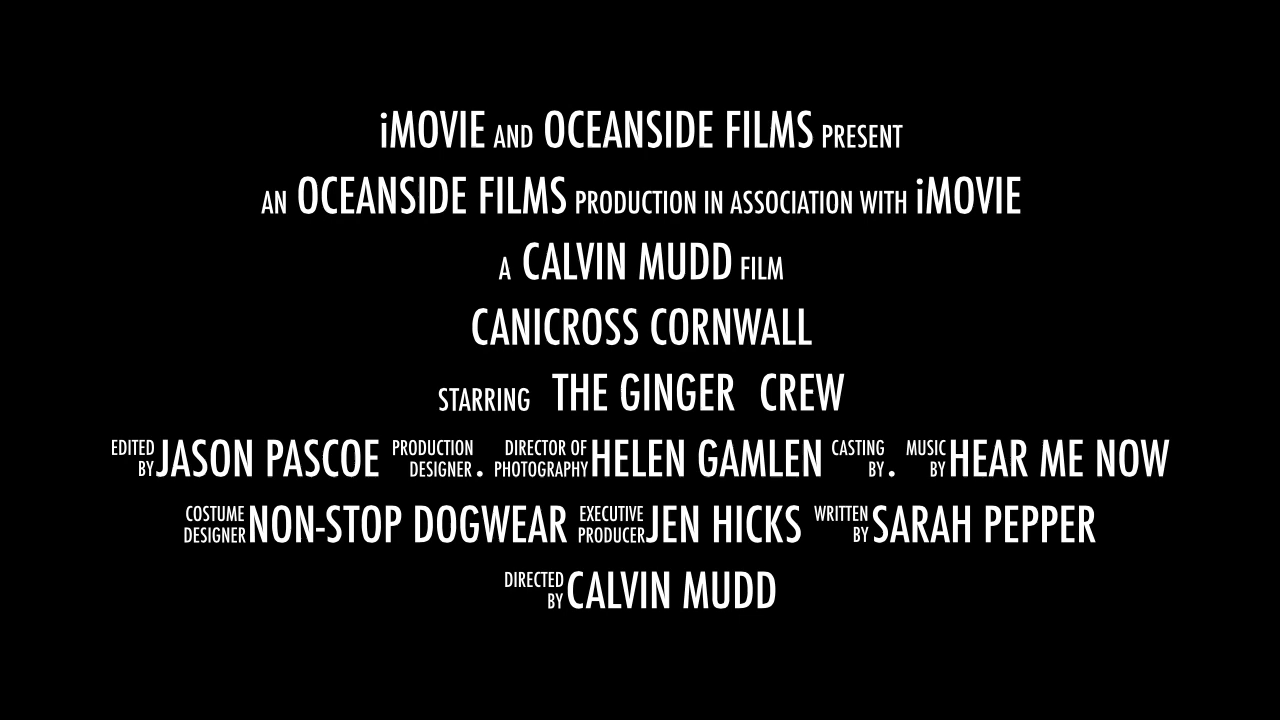 iMOVIE AND OCEANSIDE FILMS PRESENT
AN OCEANSIDE FILMS PRODUCTION IN ASSOCIATION WITH iMOVIE
A CALVIN MUDD FILM
CANICROSS CORNWALL
STARRING THE GINGER CREW
EDITED BY JASON PASCOE PRODUCTION DESIGNER . DIRECTOR OF PHOTOGRAPHY HELEN GAMLEN CASTING BY . MUSIC BY HEAR ME NOW
COSTUME DESIGNER NON-STOP DOGWEAR EXECUTIVE PRODUCER JEN HICKS WRITTEN BY SARAH PEPPER
DIRECTED BY CALVIN MUDD